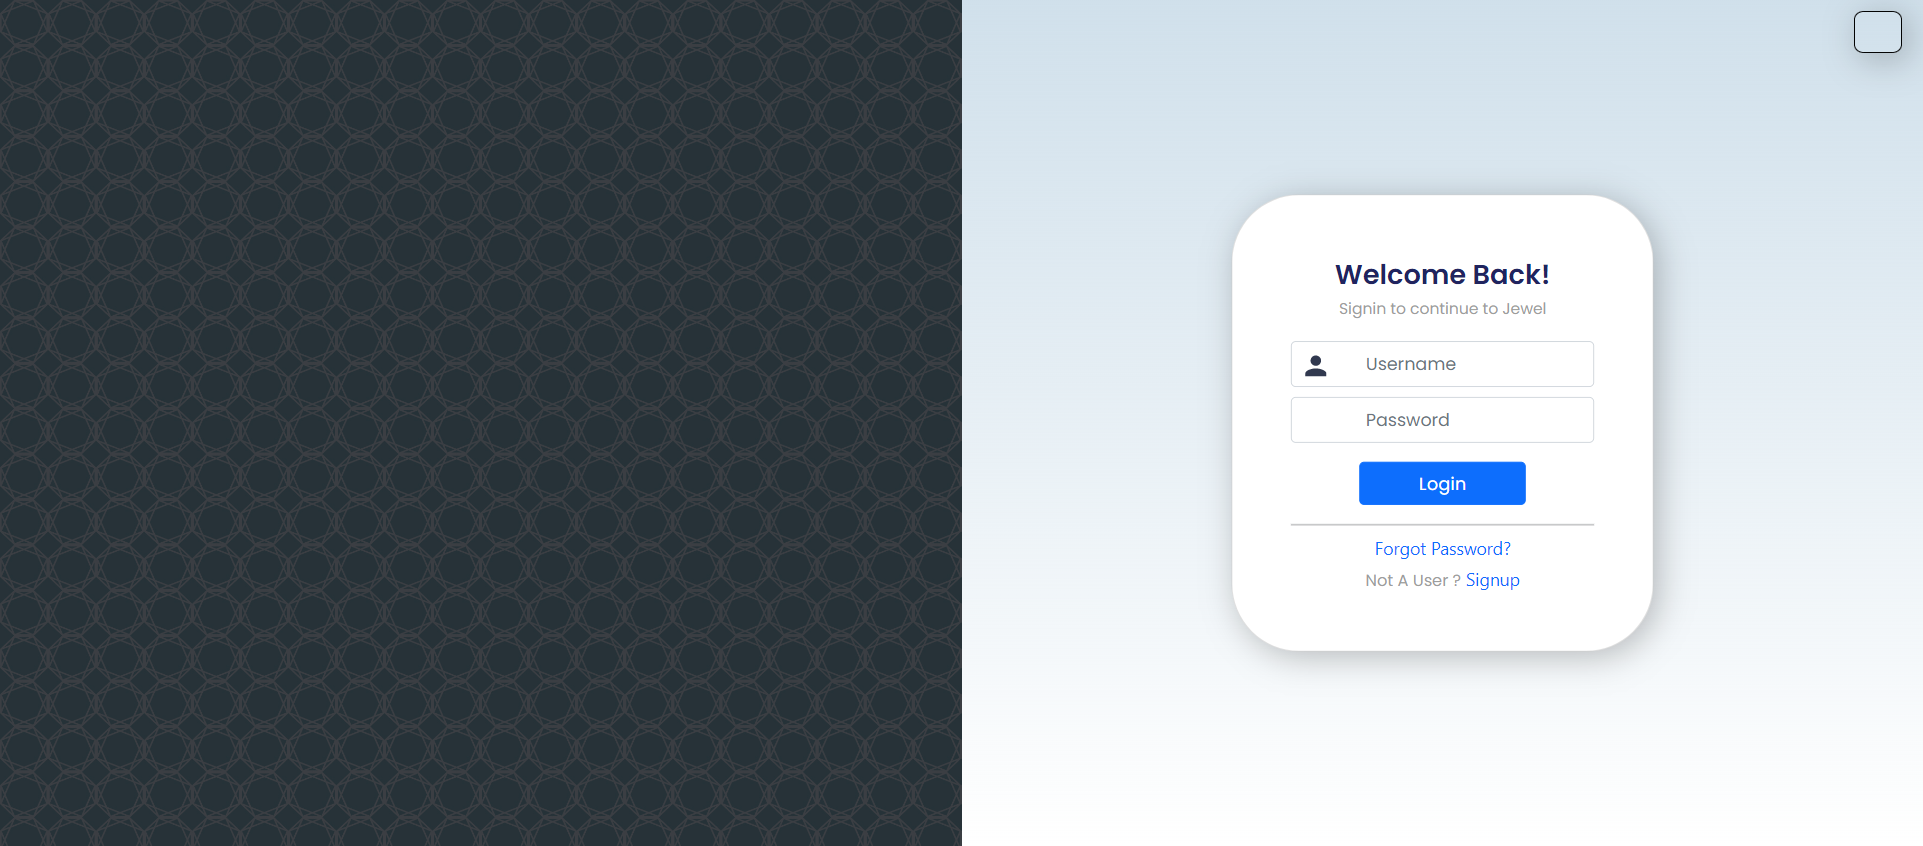 Welcome Back!
Signin to continue to Jewel
Username
Password
Login
Forgot Password?
Not A User ? Signup